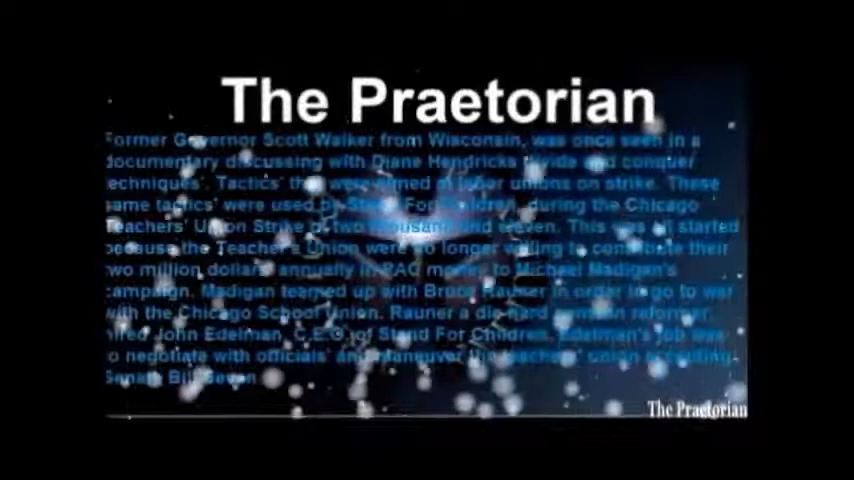 The Praetorian
Former Governor Scott Walker from Wisconsin, was once seen in a
documentary discussing with Diane Hendricks 'divide and conquer
techniques'. Tactics' that were aimed at labor unions on strike. These
same tactics' were used by Stand For Children, during the Chicago
Teachers' Union Strike of two thousand and eleven. This was all started
because the Teacher's Union were no longer willing to contribute their
two million dollars annually in PAC money to Michael Madigan's
campaign. Madigan teamed up with Bruce Rauner in order to go to war
with the Chicago School Union. Rauner a die-hard reformer,
hired John Edelman, C.E.O. of Stand For Children. Edelman's job was
to negotiate with officials' and maneuver the teachers' union
Senate Bill Seven.
The Praetorian